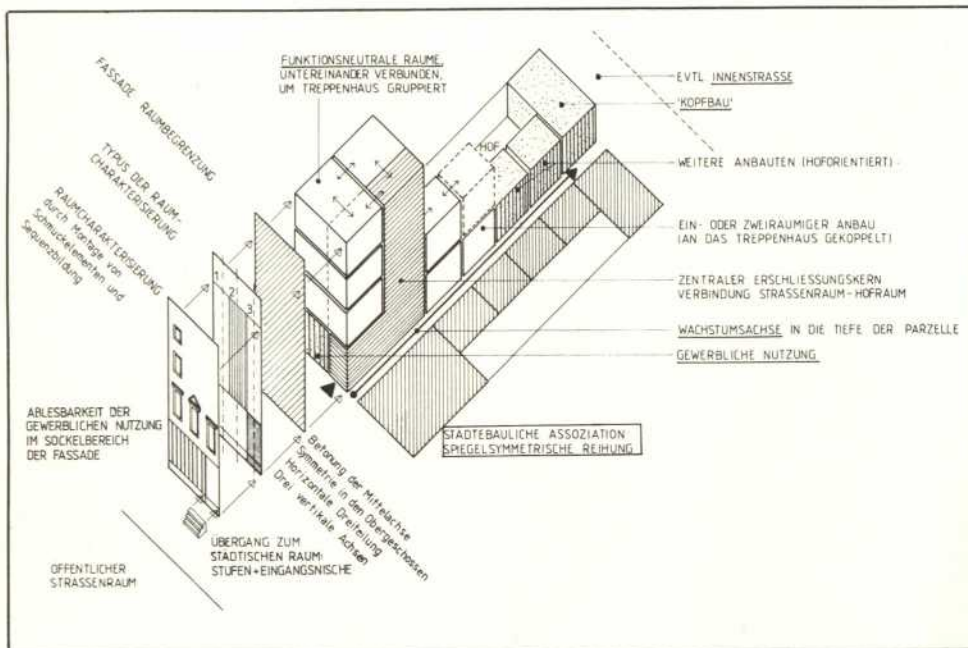 FUNKTIONSNEUTRALE RÄUME,
UNTEREINANDER VERBUNDEN,
UM TREPPENHAUS GRUPPIERT
FASSADE RAUMBEGRENZUNG
TYPUS DER RAUM-
CHARAKTERISIERUNG
RAUMCHARAKTERISIERUNG
durch Montage von
Schmuckelementen und
Sequenzbildung
EVTL INNENSTRASSE
'KOPFBAU'
HOF
WEITERE ANBAUTEN (HOFORIENTIERT)
EIN- ODER ZWEIRÄUMIGER ANBAU
(AN DAS TREPPENHAUS GEKOPPELT)
ZENTRALER ERSCHLIESSUNGSKERN
VERBINDUNG STRASSENRAUM-HOFRAUM
WACHSTUMSACHSE IN DIE TIEFE DER PARZELLE
GEWERBLICHE NUTZUNG
1 2 3
ABLESBARKEIT DER
GEWERBLICHEN NUTZUNG
IM SOCKELBEREICH
DER FASSADE
STÄDTEBAULICHE ASSOZIATION
SPIEGELSYMMETRISCHE REIHUNG
Betonung der Mittelachse
Symmetrie in den Obergeschossen
Horizontale Dreiteilung
Drei vertikale Achsen
ÜBERGANG ZUM
STÄDTISCHEN RAUM:
STUFEN+EINGANGSNISCHE
ÖFFENTLICHER
STRASSENRAUM